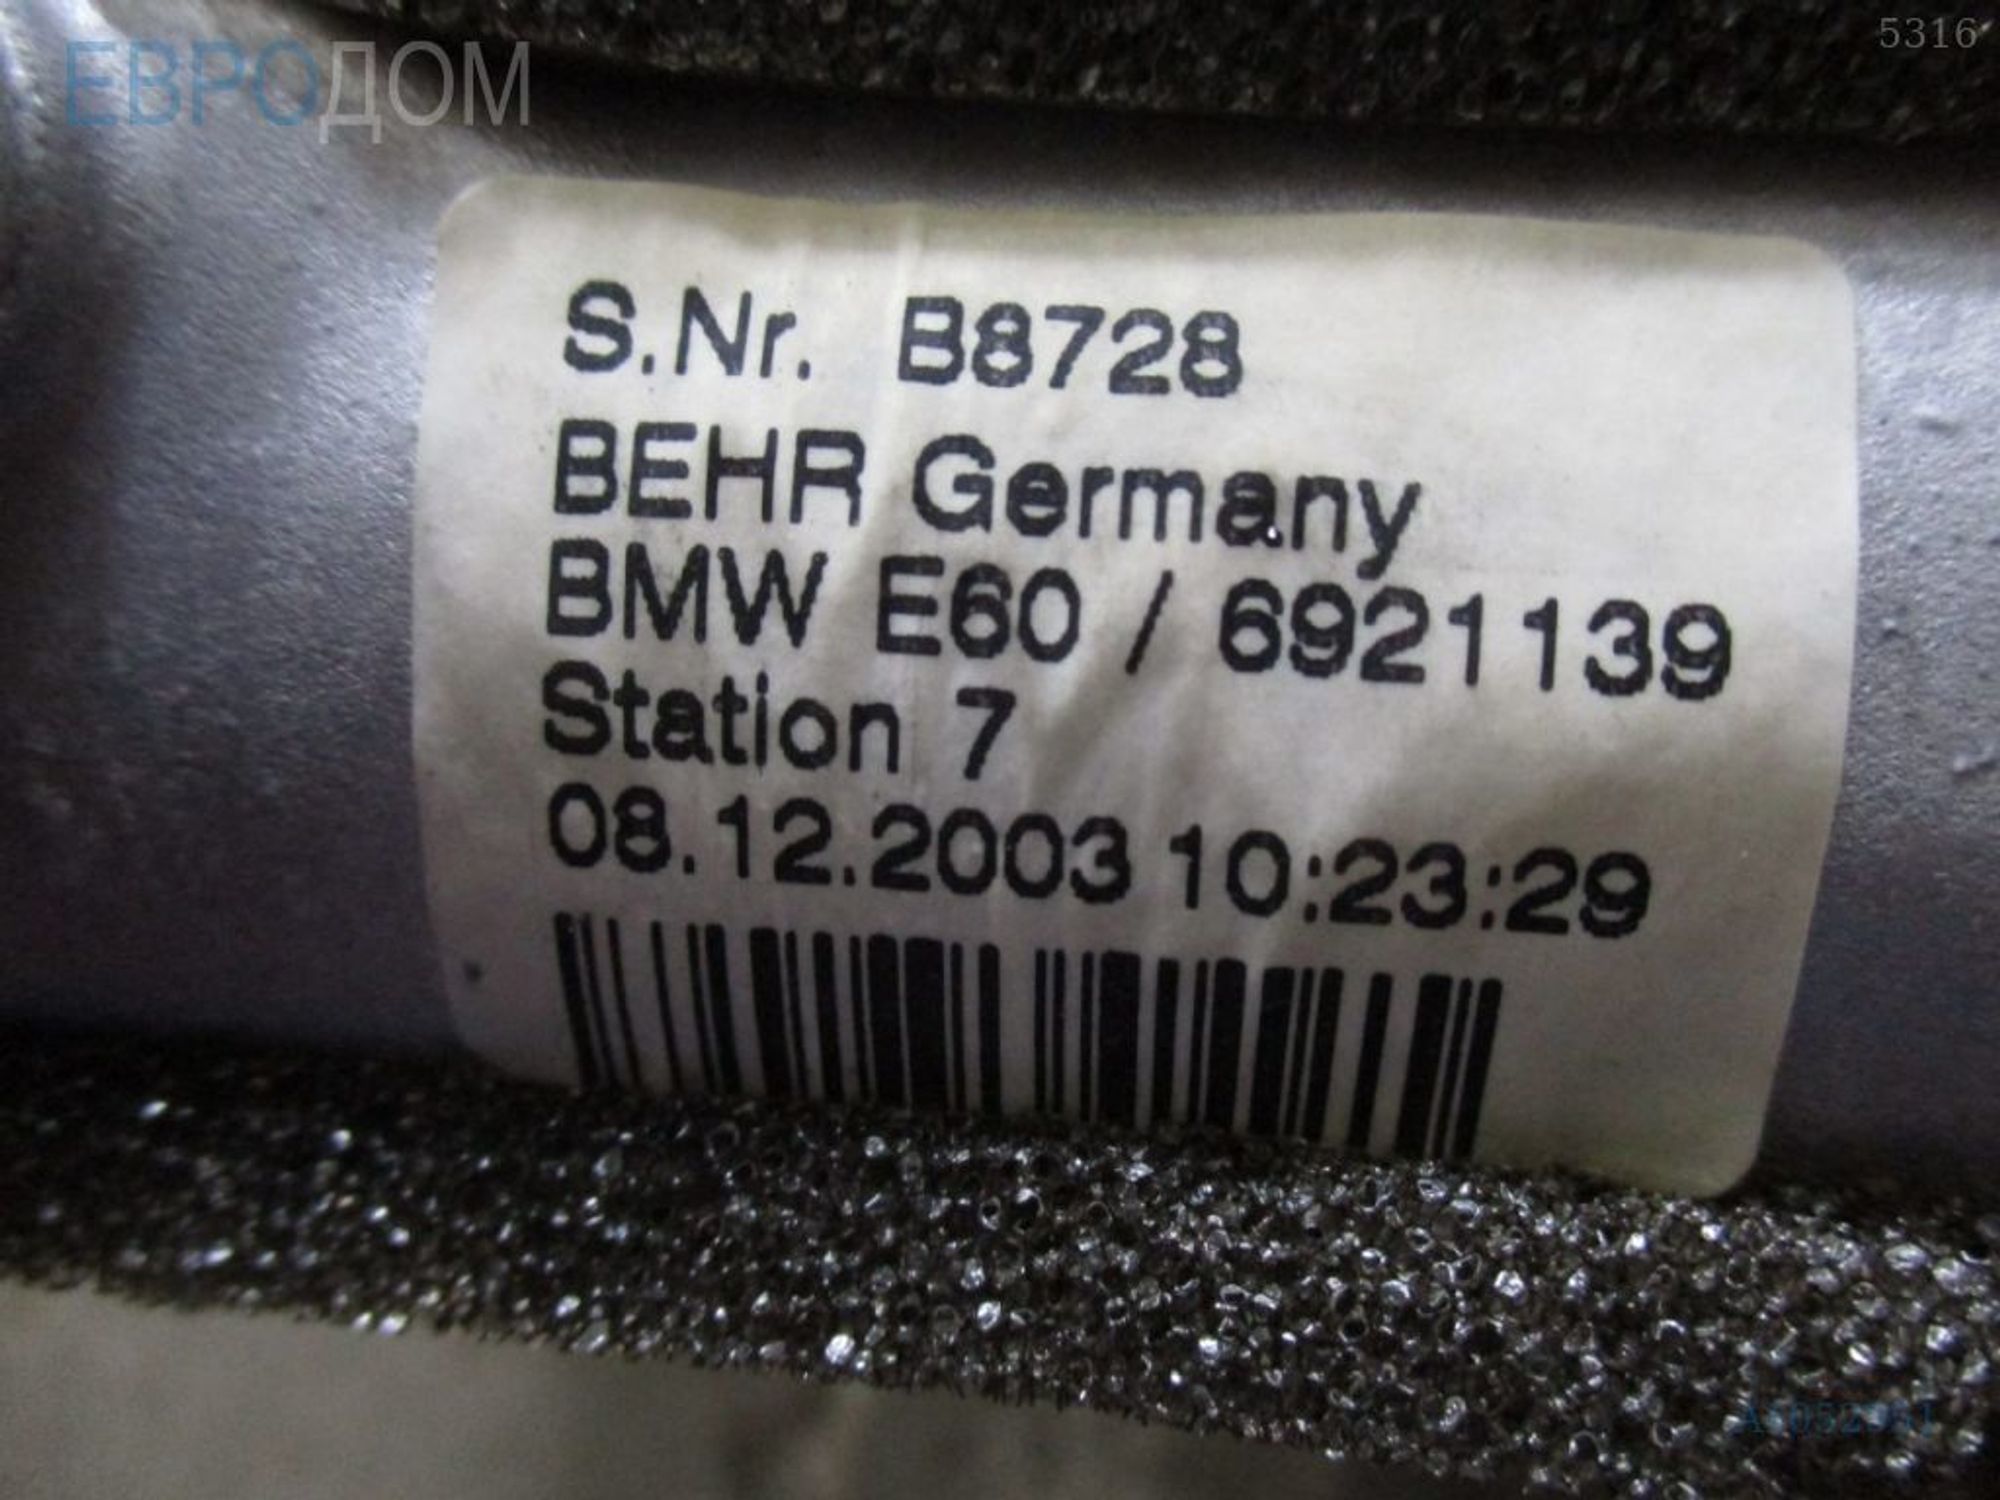 ЕВРОДОМ
5316
S.Nr. B8728
BEHR Germany
BMW E60 / 6921139
Station 7
08.12.2003 10:23:29